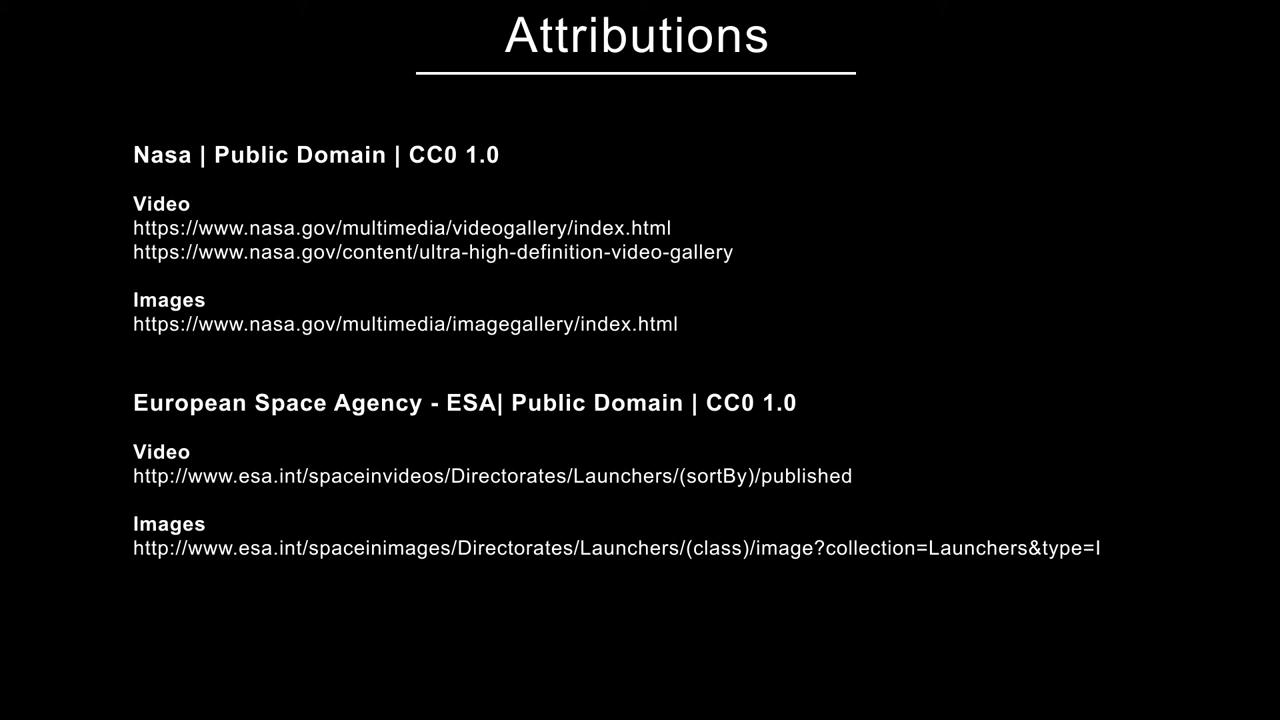 Attributions
Nasa | Public Domain | CC0 1.0
Video
https://www.nasa.gov/multimedia/videogallery/index.html
https://www.nasa.gov/content/ultra-high-definition-video-gallery
Images
https://www.nasa.gov/multimedia/imagegallery/index.html
European Space Agency - ESA| Public Domain | CC0 1.0
Video
http://www.esa.int/spaceinvideos/Directorates/Launchers/(sortBy)/published
Images
http://www.esa.int/spaceinimages/Directorates/Launchers/(class)/image?collection=Launchers&type=I